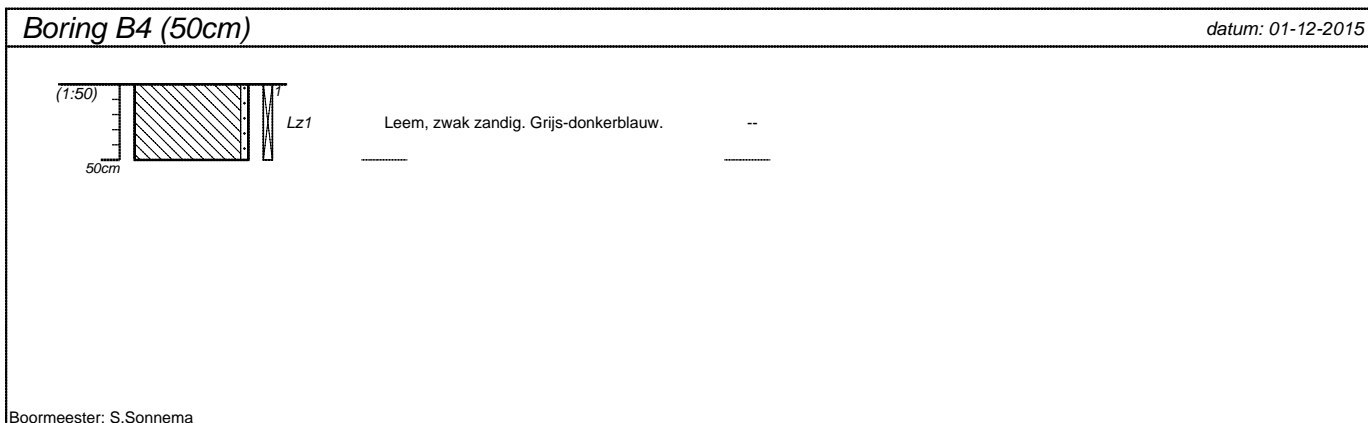 Boring B4 (50cm)
datum: 01-12-2015
(1:50)
1
Lz1
Leem, zwak zandig. Grijs-donkerblauw.
--
50cm
Boormeester: S.Sonnema